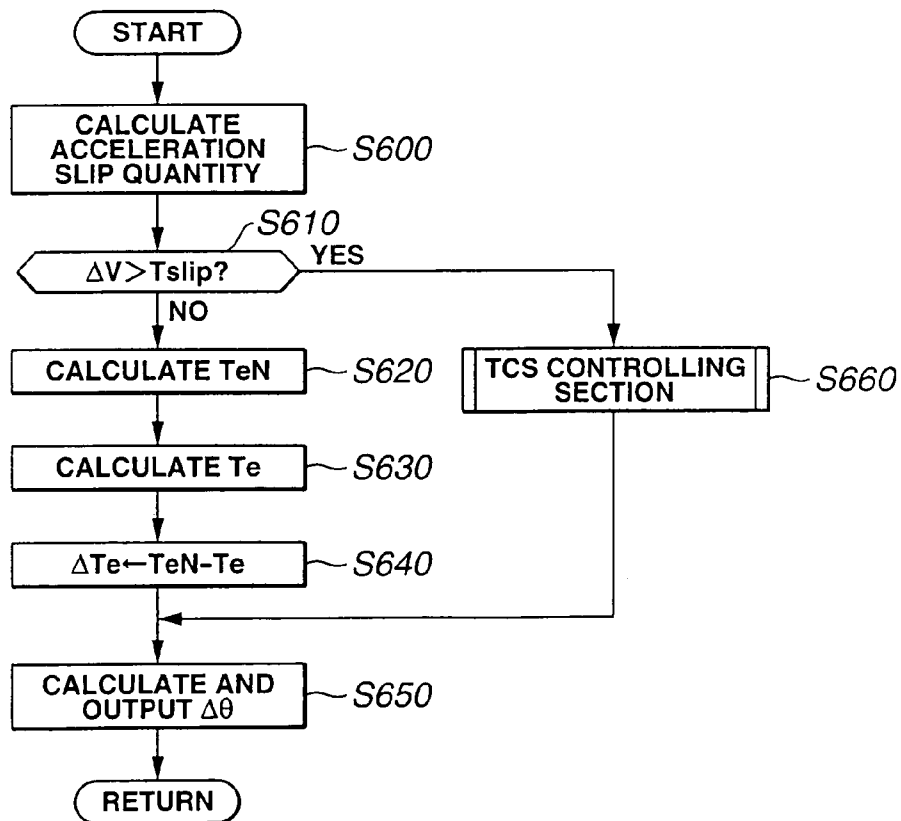 START
CALCULATE
ACCELERATION
SLIP QUANTITY
S600
S610
ΔV>Tslip?
YES
NO
CALCULATE TeN
S620
TCS CONTROLLING
SECTION
S660
CALCULATE Te
S630
ΔTe←TeN-Te
S640
CALCULATE AND
OUTPUT Δθ
S650
RETURN